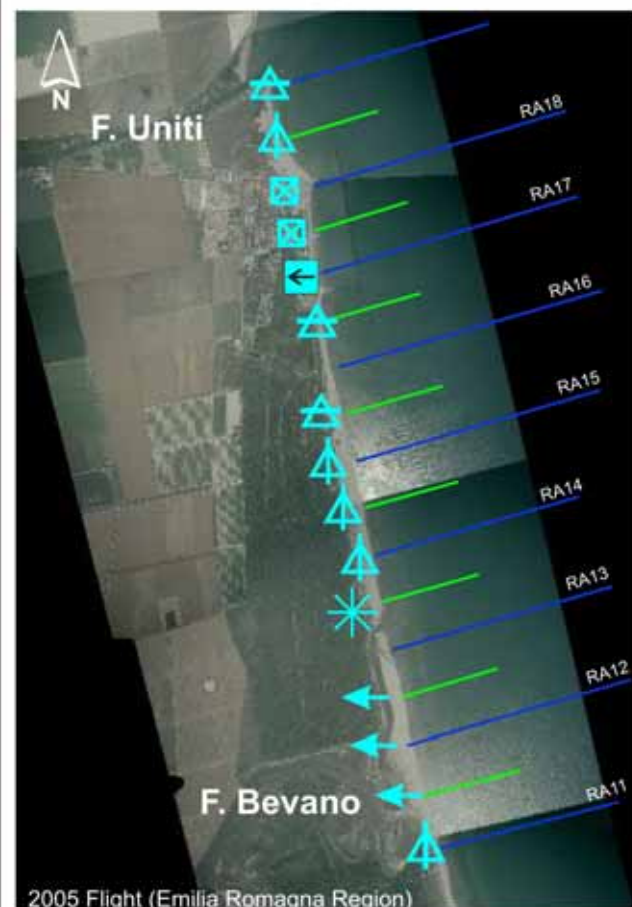 N
F. Uniti
RA18
RA17
RA16
RA15
RA14
RA13
RA12
F. Bevano
RA11
2005 Flight (Emilia Romagna Region)